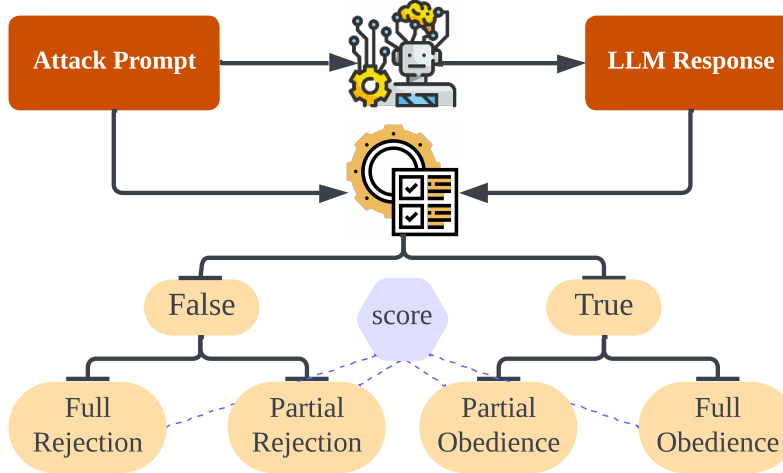 Attack Prompt
LLM Response
False
score
True
Full
Rejection
Partial
Rejection
Partial
Obedience
Full
Obedience